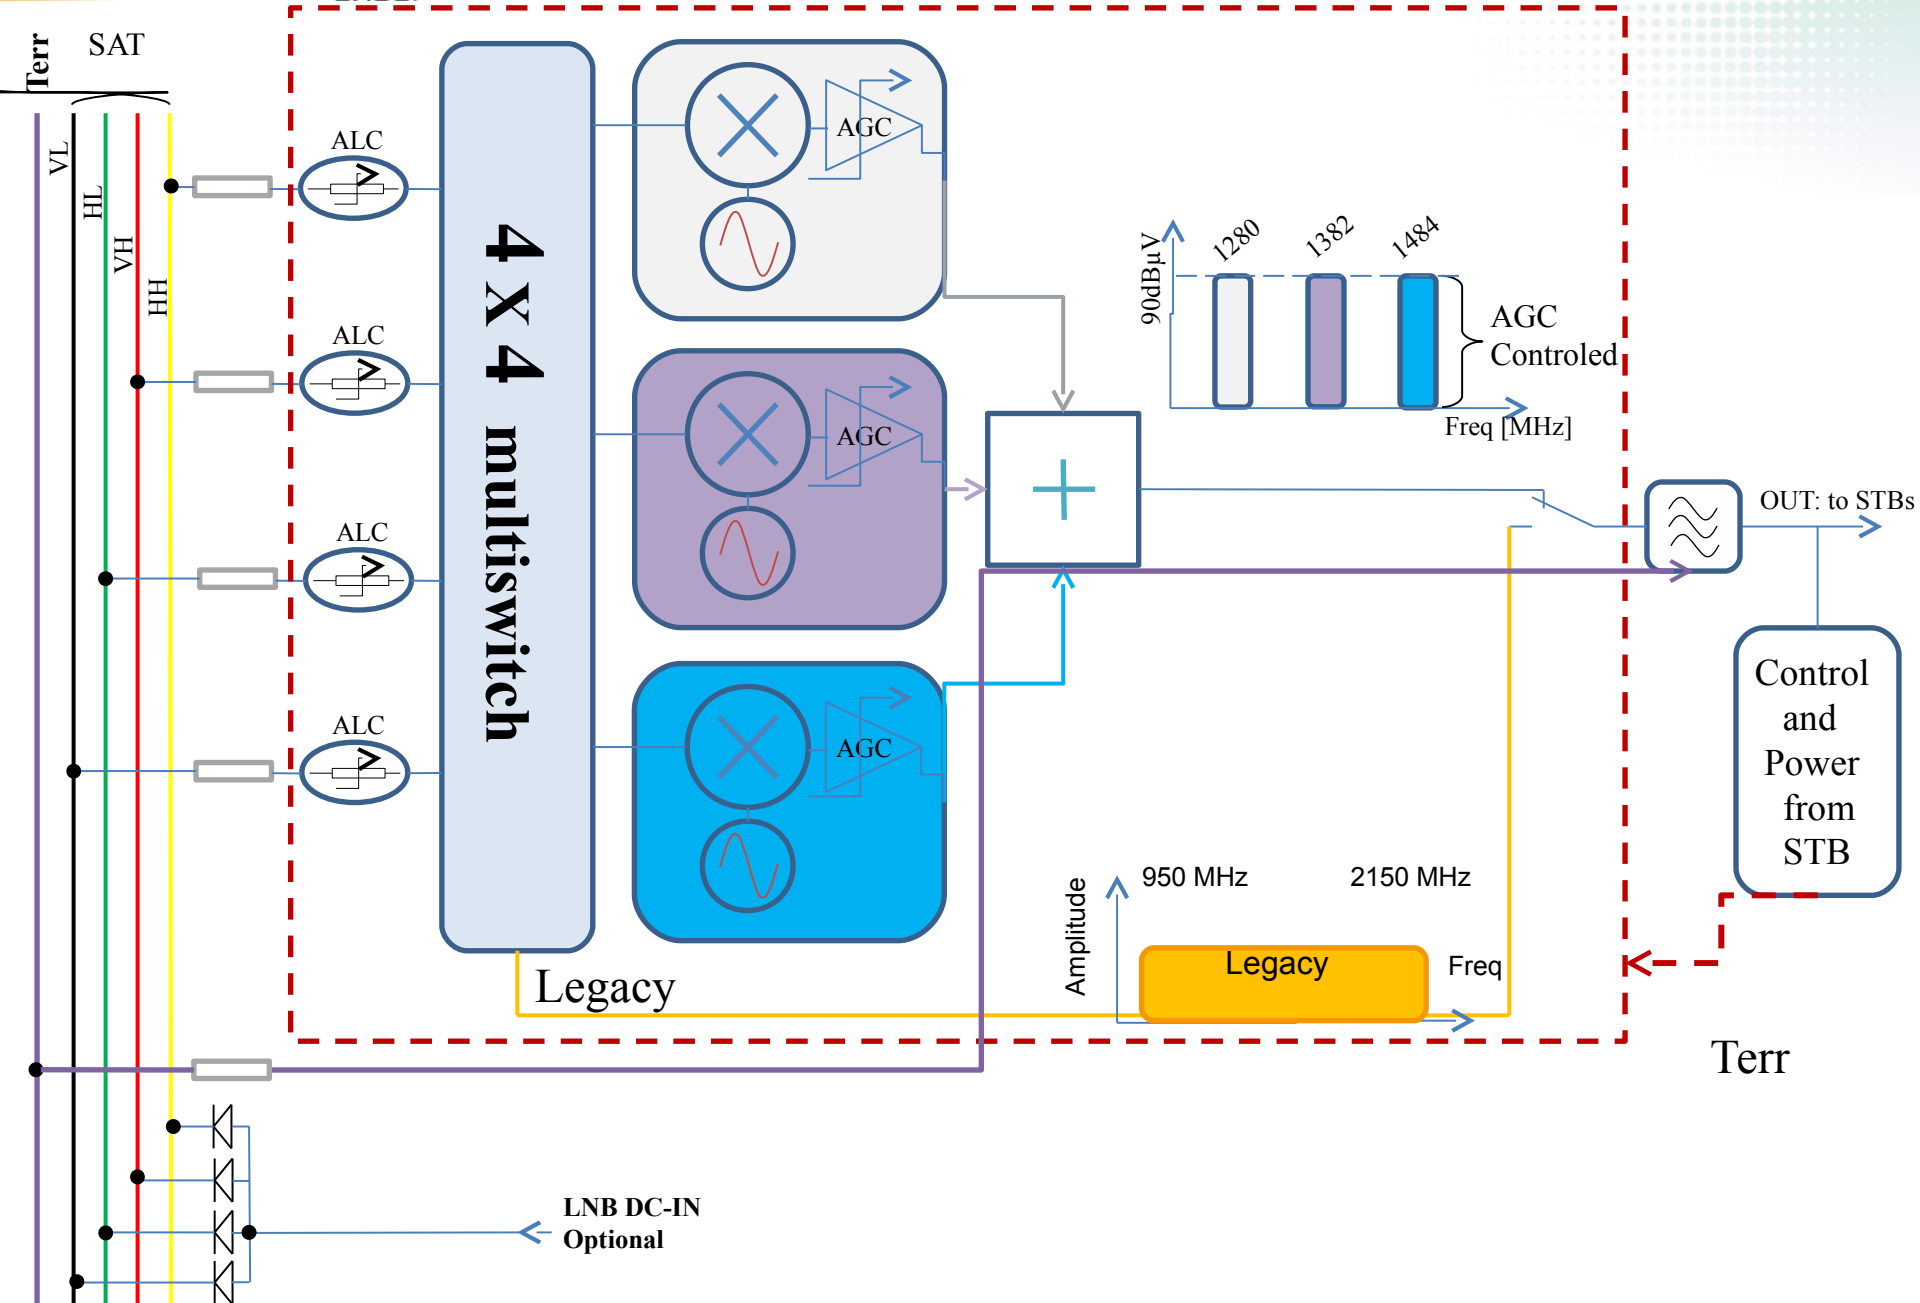 Terr
SAT
VL
HL
VH
HH
ALC
ALC
ALC
ALC
4 X 4 multiswitch
AGC
AGC
AGC
90dBμV
1280
1382
1484
AGC
Controled
Freq [MHz]
OUT: to STBs
Control
and
Power
from
STB
Amplitude
950 MHz
2150 MHz
Legacy
Freq
Legacy
Terr
LNB DC-IN
Optional